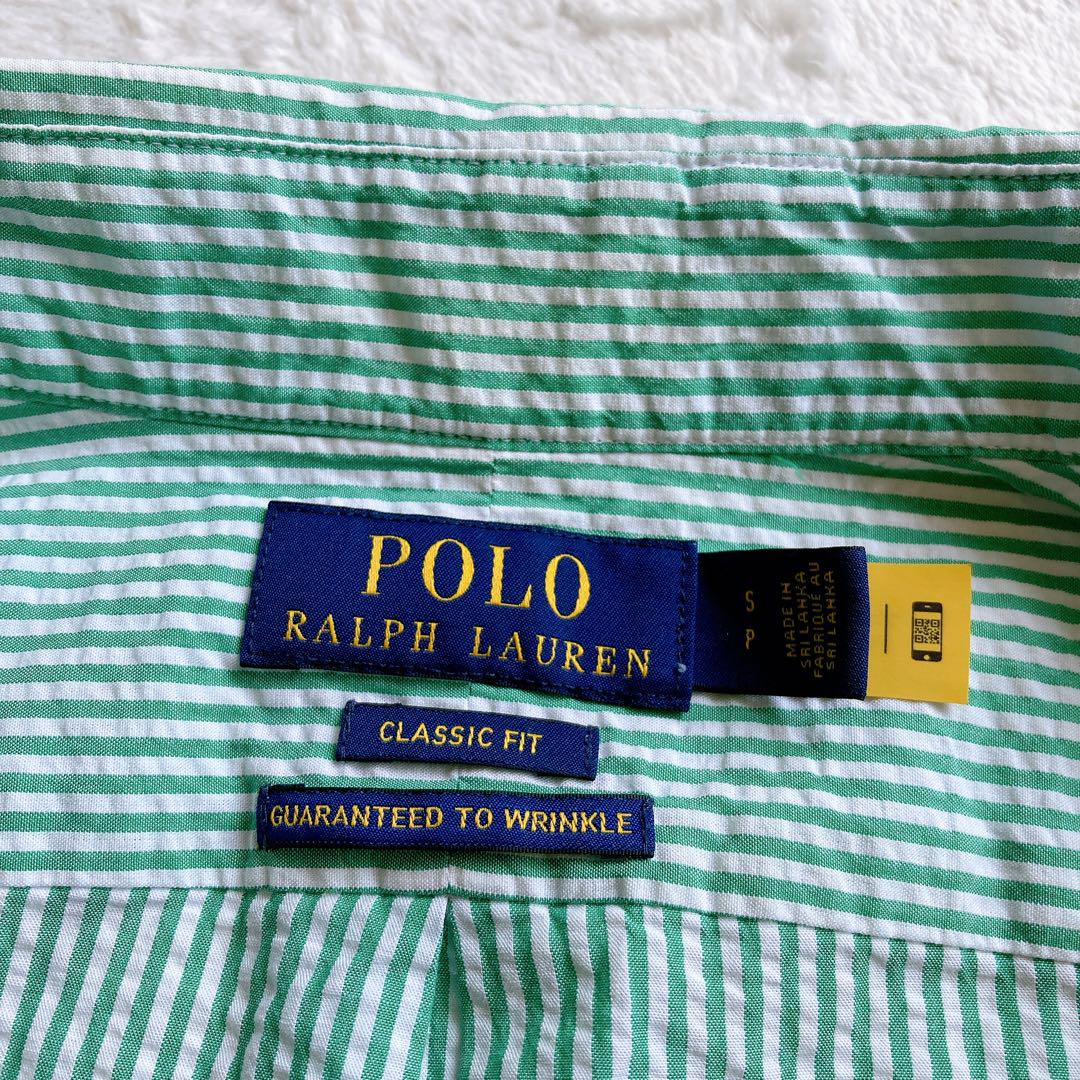 POLO
RALPH LAUREN
S
P
MADE IN
SRI LANKA
FABRIQUÉ AU
SRI LANKA
CLASSIC FIT
GUARANTEED TO WRINKLE